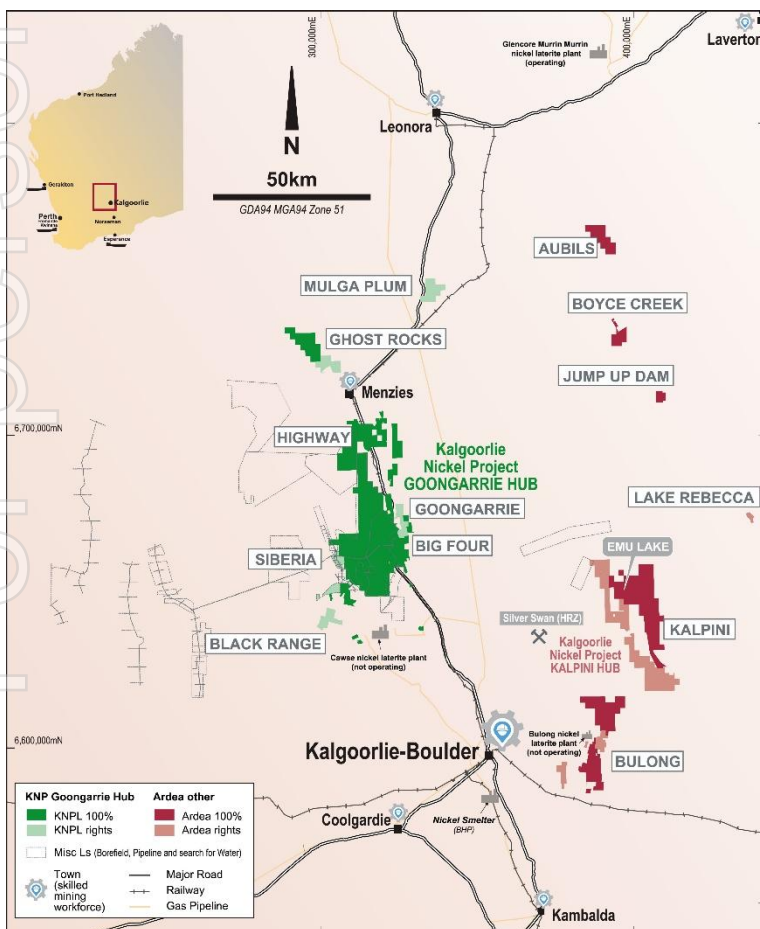 300,000mE
400,000mE
Glencore Murrin Murrin
nickel laterite plant
(operating)
Laverton
Port Hedland
Geraldton
Kalgoorlie
Perth
Kwinana
Norseman
Esperance
N
50km
GDA94 MGA94 Zone 51
Leonora
AUBILS
MULGA PLUM
BOYCE CREEK
GHOST ROCKS
JUMP UP DAM
Menzies
6,700,000mN
HIGHWAY
Kalgoorlie
Nickel Project
GOONGARRIE HUB
LAKE REBECCA
GOONGARRIE
BIG FOUR
EMU LAKE
SIBERIA
Silver Swan (HRZ)
KALPINI
BLACK RANGE
Kalgoorlie
Nickel Project
KALPINI HUB
Cawse nickel laterite plant
(not operating)
6,600,000mN
Bulong nickel
laterite plant
(not operating)
Kalgoorlie-Boulder
BULONG
Nickel Smelter
(BHP)
Coolgardie
Kambalda
KNP Goongarrie Hub
Ardea other
KNPL 100%
Ardea 100%
KNPL rights
Ardea rights
Misc Ls (Borefield, Pipeline and search for Water)
Town
(skilled
mining
workforce)
Major Road
Railway
Gas Pipeline